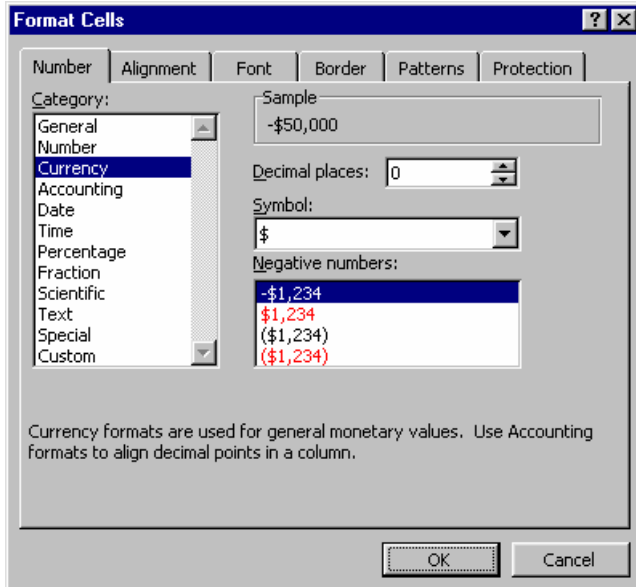 Format Cells
Number Alignment Font Border Patterns Protection
Category:
General
Number
Currency
Accounting
Date
Time
Percentage
Fraction
Scientific
Text
Special
Custom
Sample
-$50,000
Decimal places: 0
Symbol:
$
Negative numbers:
-$1,234
$1,234
($1,234)
($1,234)
Currency formats are used for general monetary values. Use Accounting
formats to align decimal points in a column.
OK Cancel